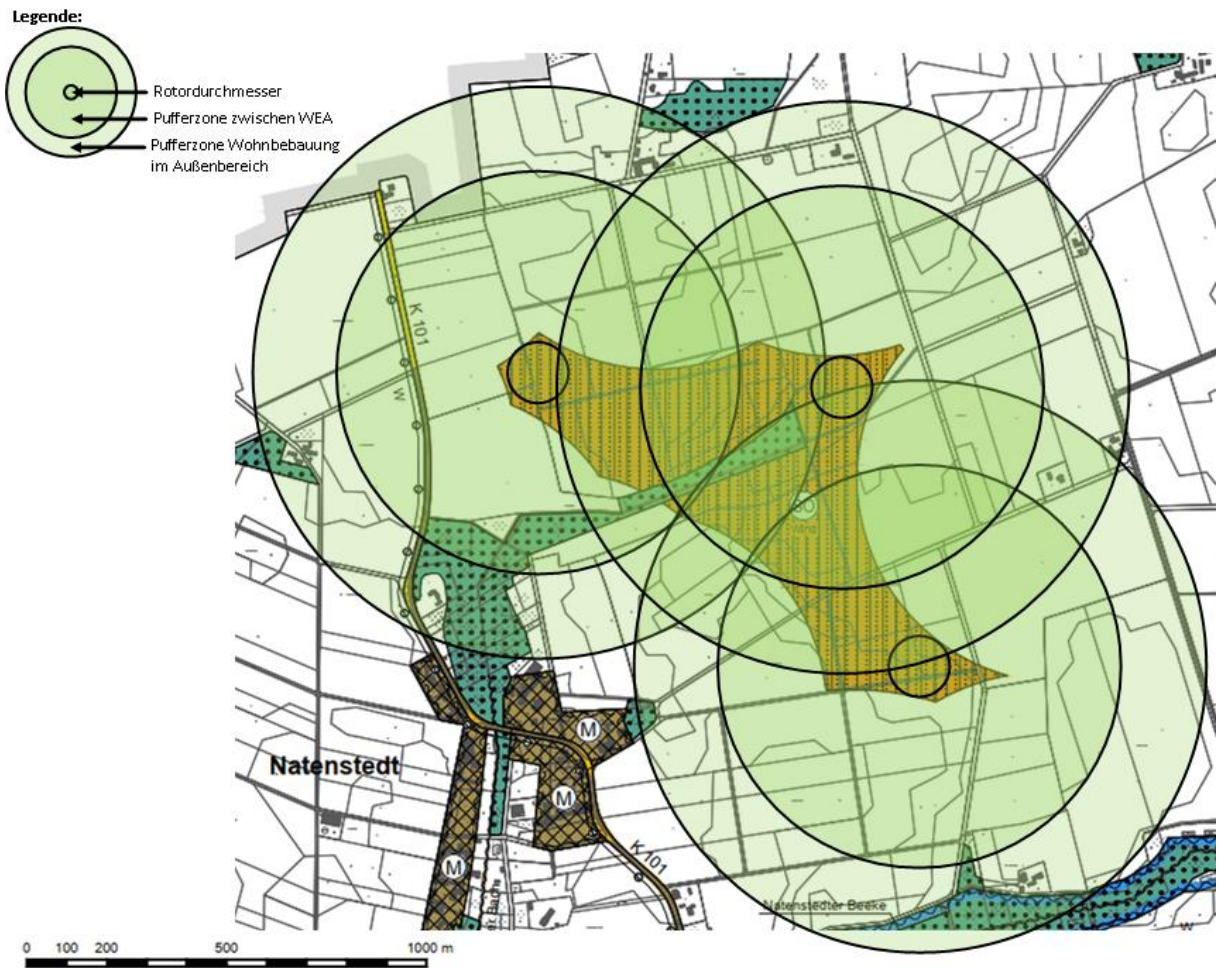 Legende:
Rotordurchmesser
Pufferzone zwischen WEA
Pufferzone Wohnbebauung
im Außenbereich
K 101
W
SO
M
Natenstedt
M
K 101
M
Natenstedter Beeke
W
0 100 200 500 1000 m